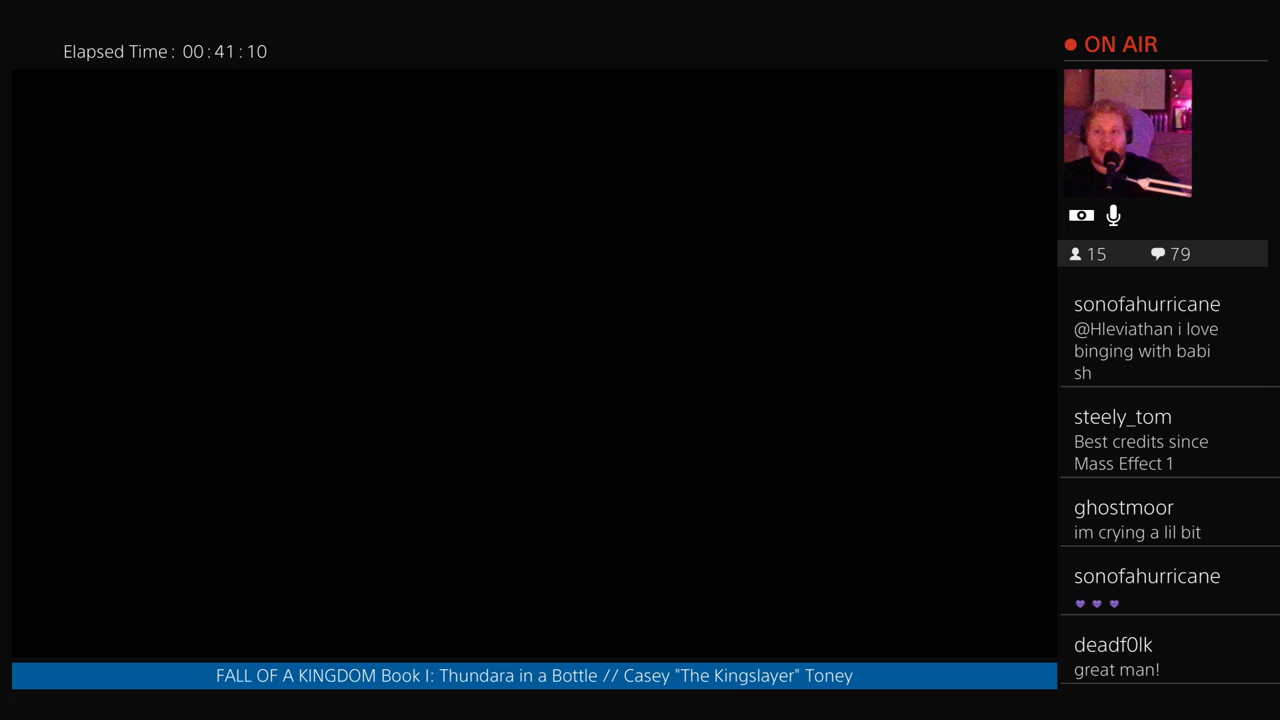 Elapsed Time: 00:41:10
ON AIR
15 79
sonofahurricane
@Hleviathan i love
binging with babi
sh
steely_tom
Best credits since
Mass Effect 1
ghostmoor
im crying a lil bit
sonofahurricane
💜 💜 💜
deadf0lk
great man!
FALL OF A KINGDOM Book I: Thundara in a Bottle // Casey "The Kingslayer" Toney